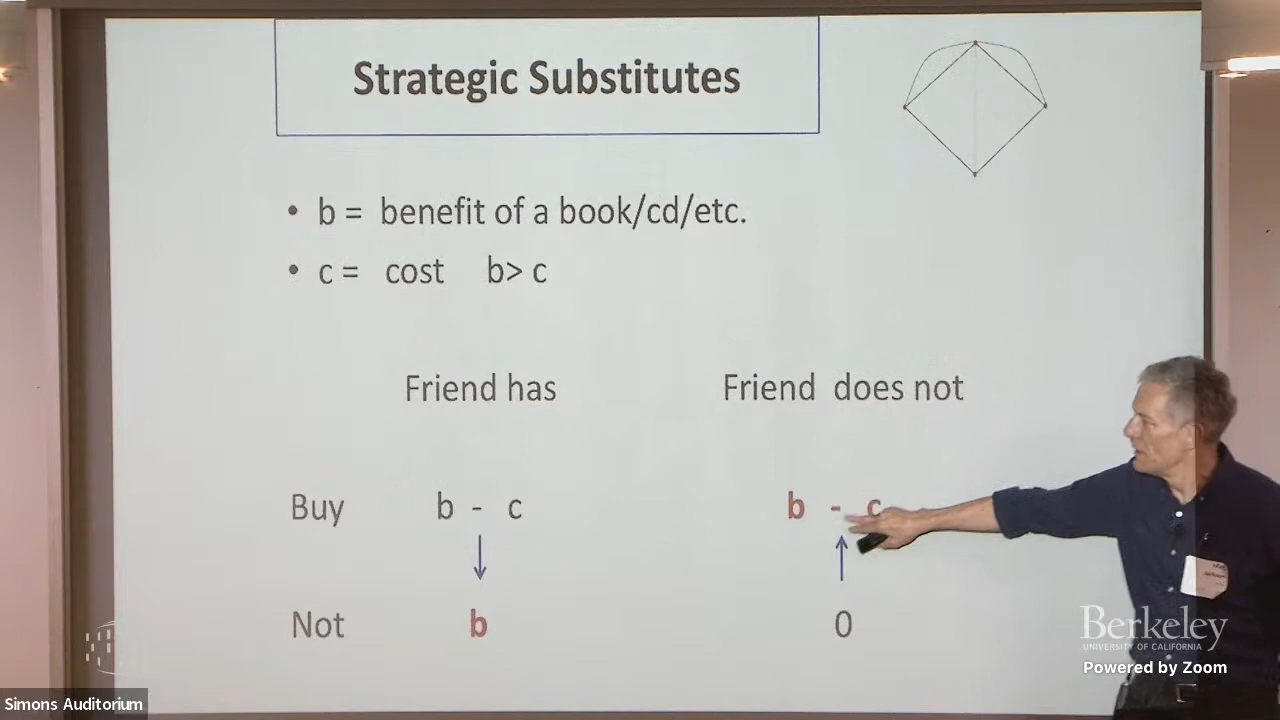 Strategic Substitutes
• b = benefit of a book/cd/etc.
• c = cost b> c
Friend has Friend does not
Buy b - c b - c
Not b 0
Berkeley
UNIVERSITY OF CALIFORNIA
Powered by Zoom
Simons Auditorium